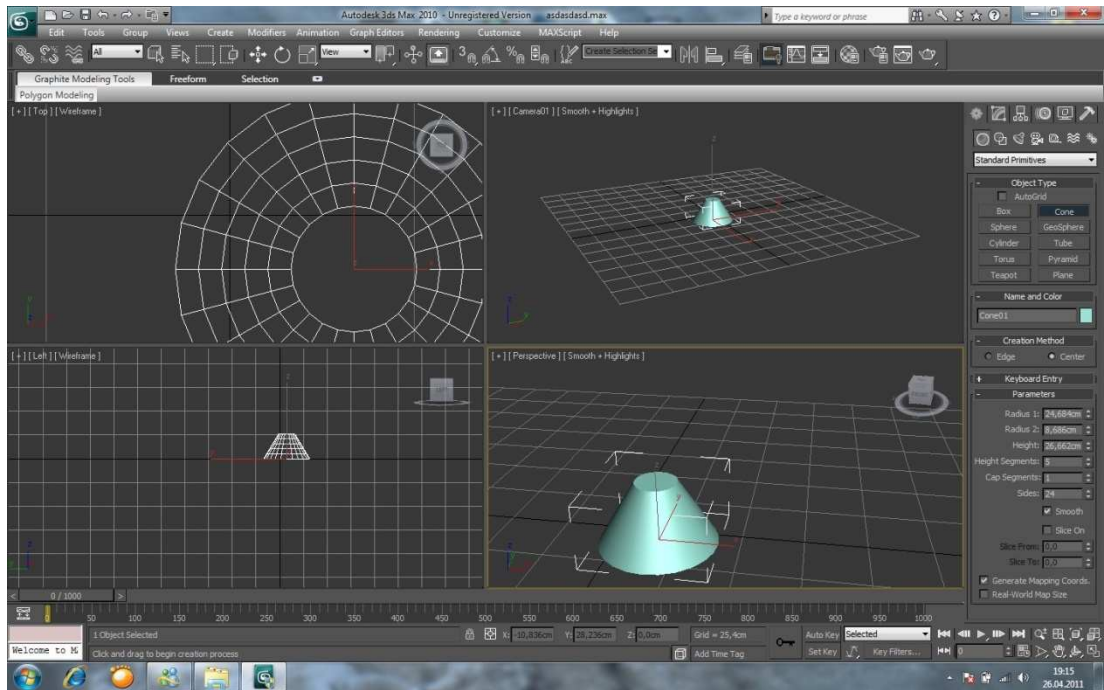 Autodesk 3ds Max 2010 - Unregistered Version asdasdasd.max
Type a keyword or phrase
Edit Tools Group Views Create Modifiers Animation Graph Editors Rendering Customize MAXScript Help
All
View
Create Selection Se
Graphite Modeling Tools Freeform Selection
Polygon Modeling
[ + ] [ Top ] [ Wireframe ]
[ + ] [ Camera01 ] [ Smooth + Highlights ]
[ + ] [ Left ] [ Wireframe ]
[ + ] [ Perspective ] [ Smooth + Highlights ]
Standard Primitives
- Object Type
AutoGrid
Box Cone
Sphere GeoSphere
Cylinder Tube
Torus Pyramid
Teapot Plane
- Name and Color
Cone01
- Creation Method
Edge Center
+ Keyboard Entry
- Parameters
Radius 1: 24,684cm
Radius 2: 8,686cm
Height: 26,662cm
Height Segments: 5
Cap Segments: 1
Sides: 24
Smooth
Slice On
Slice From: 0,0
Slice To: 0,0
Generate Mapping Coords.
Real-World Map Size
< 0 / 1000 >
0 50 100 150 200 250 300 350 400 450 500 550 600 650 700 750 800 850 900 950 1000
1 Object Selected
X: -10,836cm Y: 28,236cm Z: 0,0cm
Grid = 25,4cm
Auto Key Selected
Welcome to M
Click and drag to begin creation process
Add Time Tag
Set Key Key Filters...
0
19:15
26.04.2011